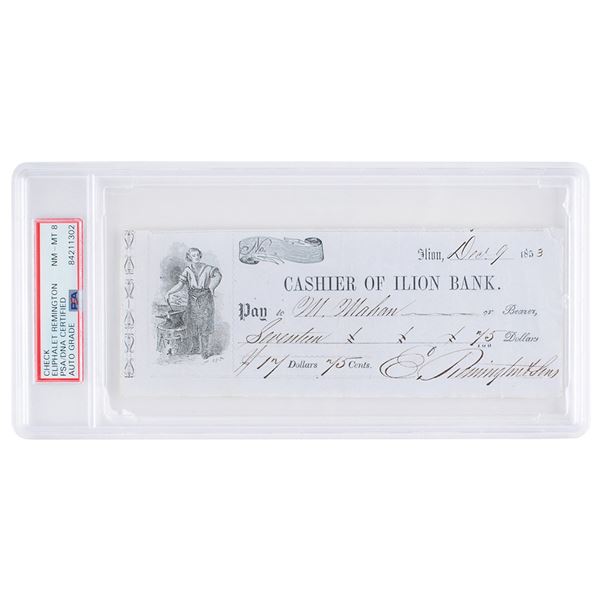 CHECK
ELIPHALET REMINGTON
PSA/DNA CERTIFIED
AUTO GRADE
PSA
NM - MT 8
84211302
No.
Ilion, Dec. 9 1853
CASHIER OF ILION BANK.
Pay to M. Mahan or Bearer,
Seventeen 75/100 Dollars
$17 Dollars 75 Cents. E. Remington & Sons